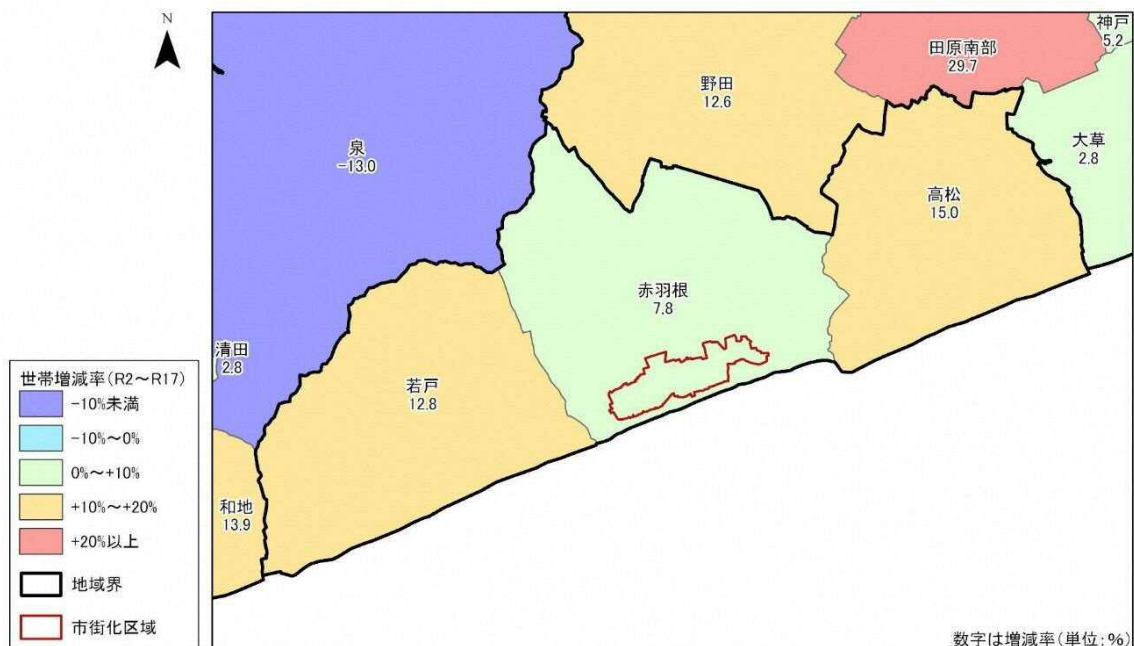 N
神戸
5.2
田原南部
29.7
野田
12.6
大草
2.8
泉
-13.0
高松
15.0
赤羽根
7.8
清田
2.8
若戸
12.8
和地
13.9
世帯増減率(R2～R17)
-10%未満
-10%～0%
0%～+10%
+10%～+20%
+20%以上
地域界
市街化区域
数字は増減率(単位:%)